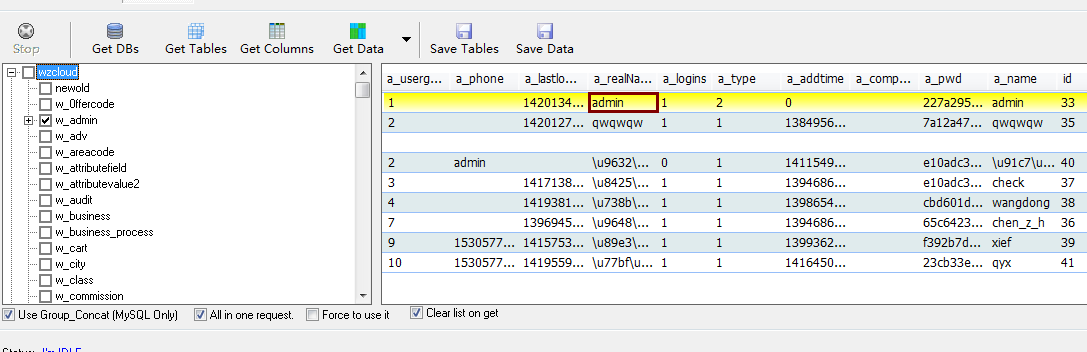 Stop Get DBs Get Tables Get Columns Get Data Save Tables Save Data
wzcloud
newold
w_0ffercode
w_admin
w_adv
w_areacode
w_attributefield
w_attributevalue2
w_audit
w_business
w_business_process
w_cart
w_city
w_class
w_commission
a_userg... a_phone a_lastlo... a_realNa... a_logins a_type a_addtime a_comp... a_pwd a_name id
1 1420134... admin 1 2 0 227a295... admin 33
2 1420127... qwqwqw 1 1 1384956... 7a12a47... qwqwqw 35
2 admin \u9632... 0 1 1411549... e10adc3... \u91c7\u... 40
3 1417138... \u8425\... 1 1 1394686... e10adc3... check 37
4 1419381... \u738b\... 1 1 1398654... cbd601d... wangdong 38
7 1396945... \u9648\... 1 1 1394686... 65c6423... chen_z_h 36
9 1530577... 1415753... \u89e3\... 1 1 1399362... f392b7d... xief 39
10 1530577... 1419559... \u77bf\u... 1 1 1416450... 23cb33e... qyx 41
Use Group_Concat (MySQL Only) All in one request. Force to use it Clear list on get
Status: I'm IDLE